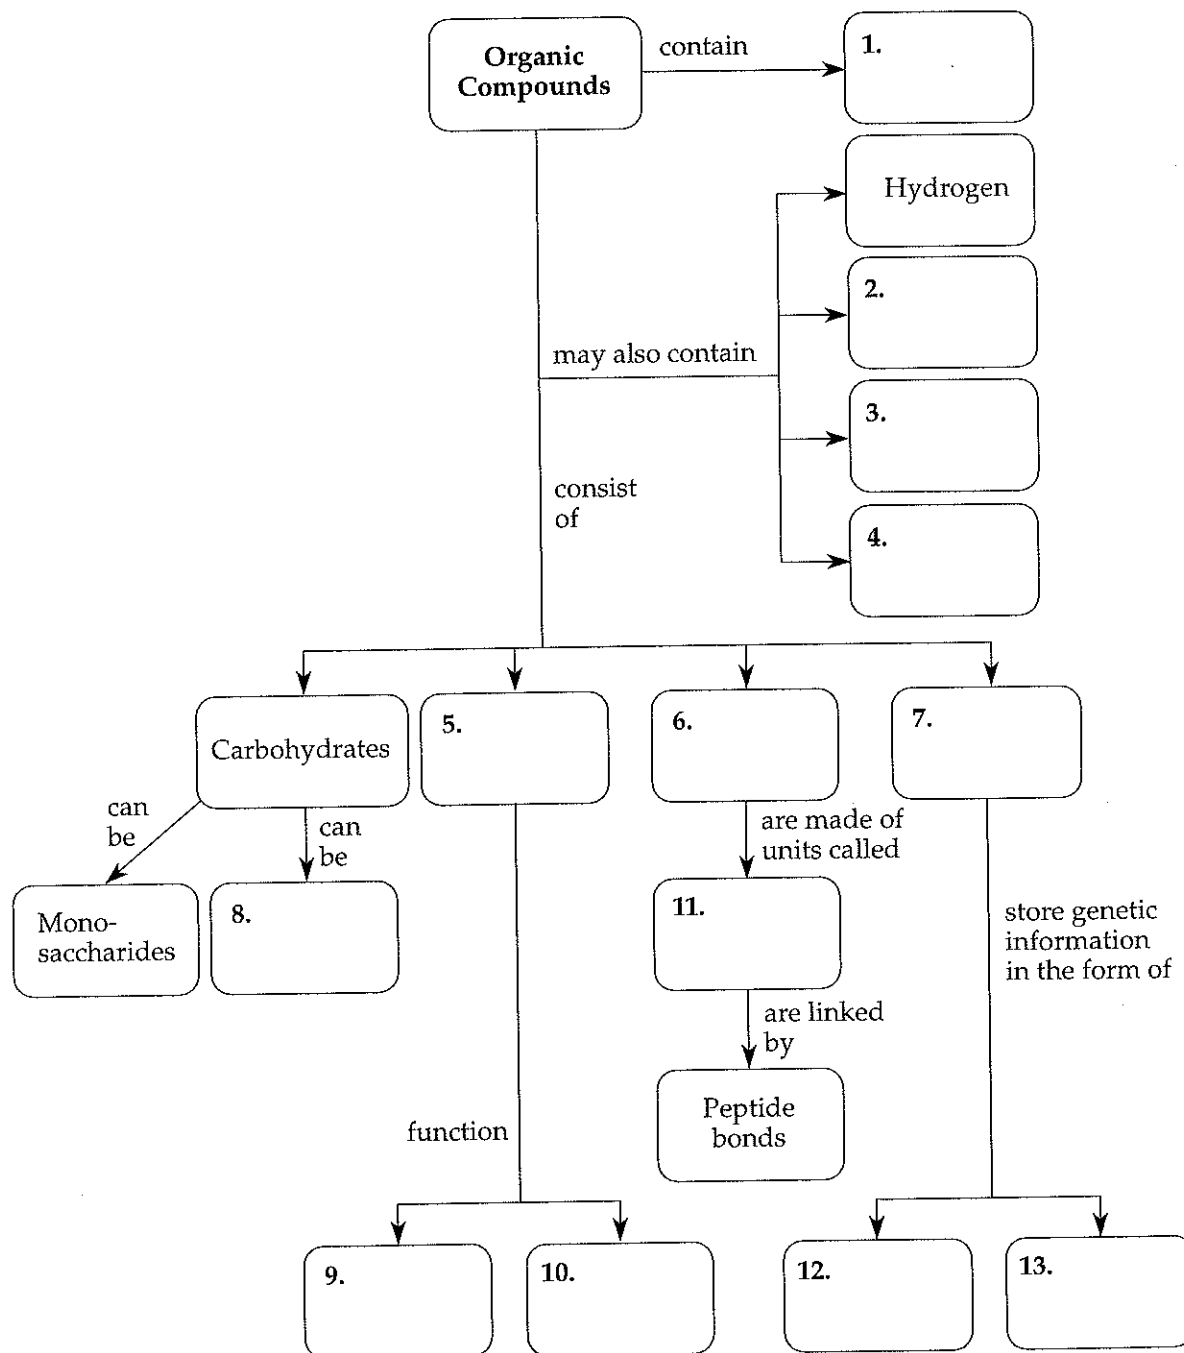 Organic
Compounds
contain
1.
Hydrogen
2.
may also contain
3.
consist
of
4.
Carbohydrates
5.
6.
7.
can
be
can
be
are made of
units called
Mono-
saccharides
8.
11.
store genetic
information
in the form of
are linked
by
Peptide
bonds
function
9.
10.
12.
13.